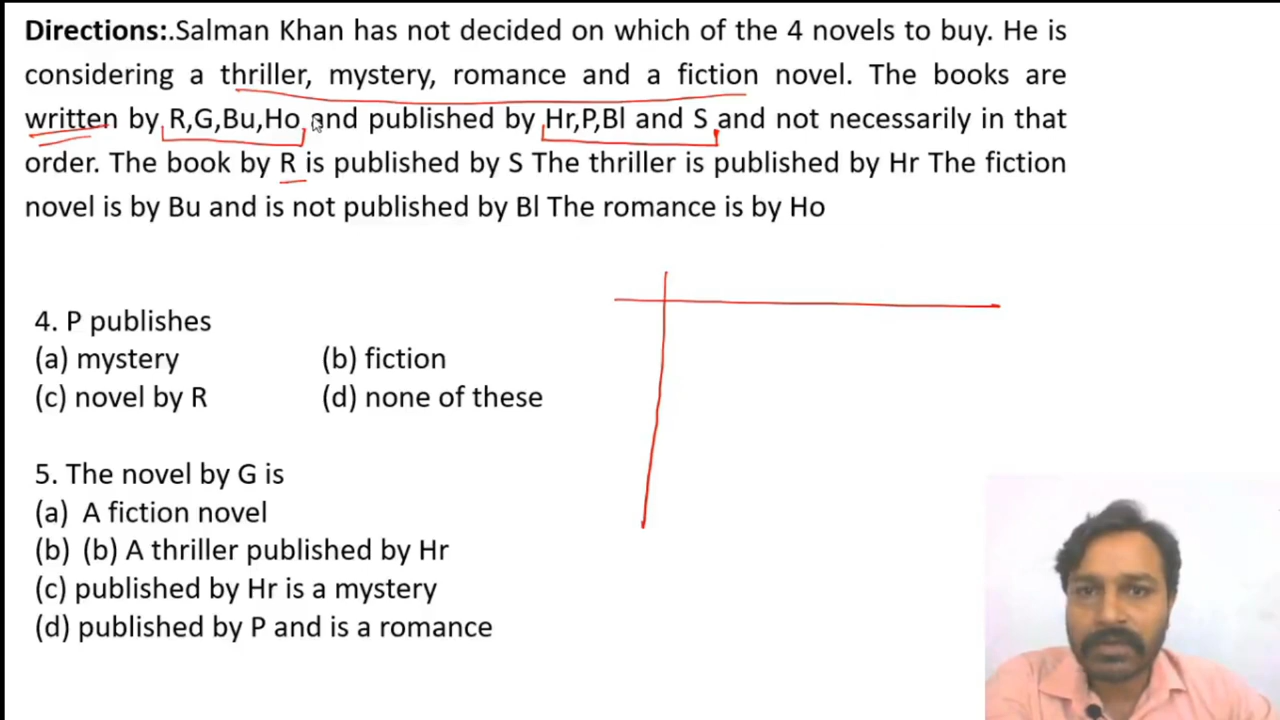 Directions:.Salman Khan has not decided on which of the 4 novels to buy. He is
considering a thriller, mystery, romance and a fiction novel. The books are
written by R,G,Bu,Ho and published by Hr,P,Bl and S and not necessarily in that
order. The book by R is published by S The thriller is published by Hr The fiction
novel is by Bu and is not published by Bl The romance is by Ho
4. P publishes
(a) mystery (b) fiction
(c) novel by R (d) none of these
5. The novel by G is
(a) A fiction novel
(b) (b) A thriller published by Hr
(c) published by Hr is a mystery
(d) published by P and is a romance